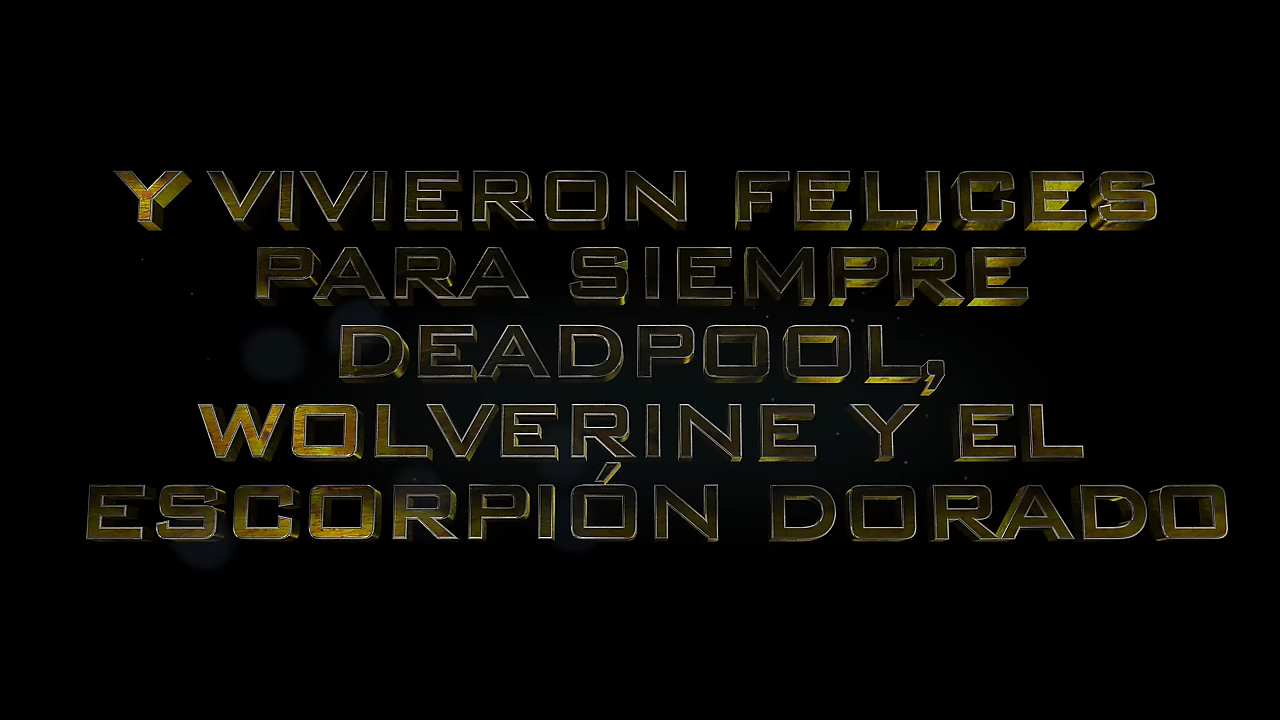 Y VIVIERON FELICES
PARA SIEMPRE
DEADPOOL,
WOLVERINE Y EL
ESCORPIÓN DORADO